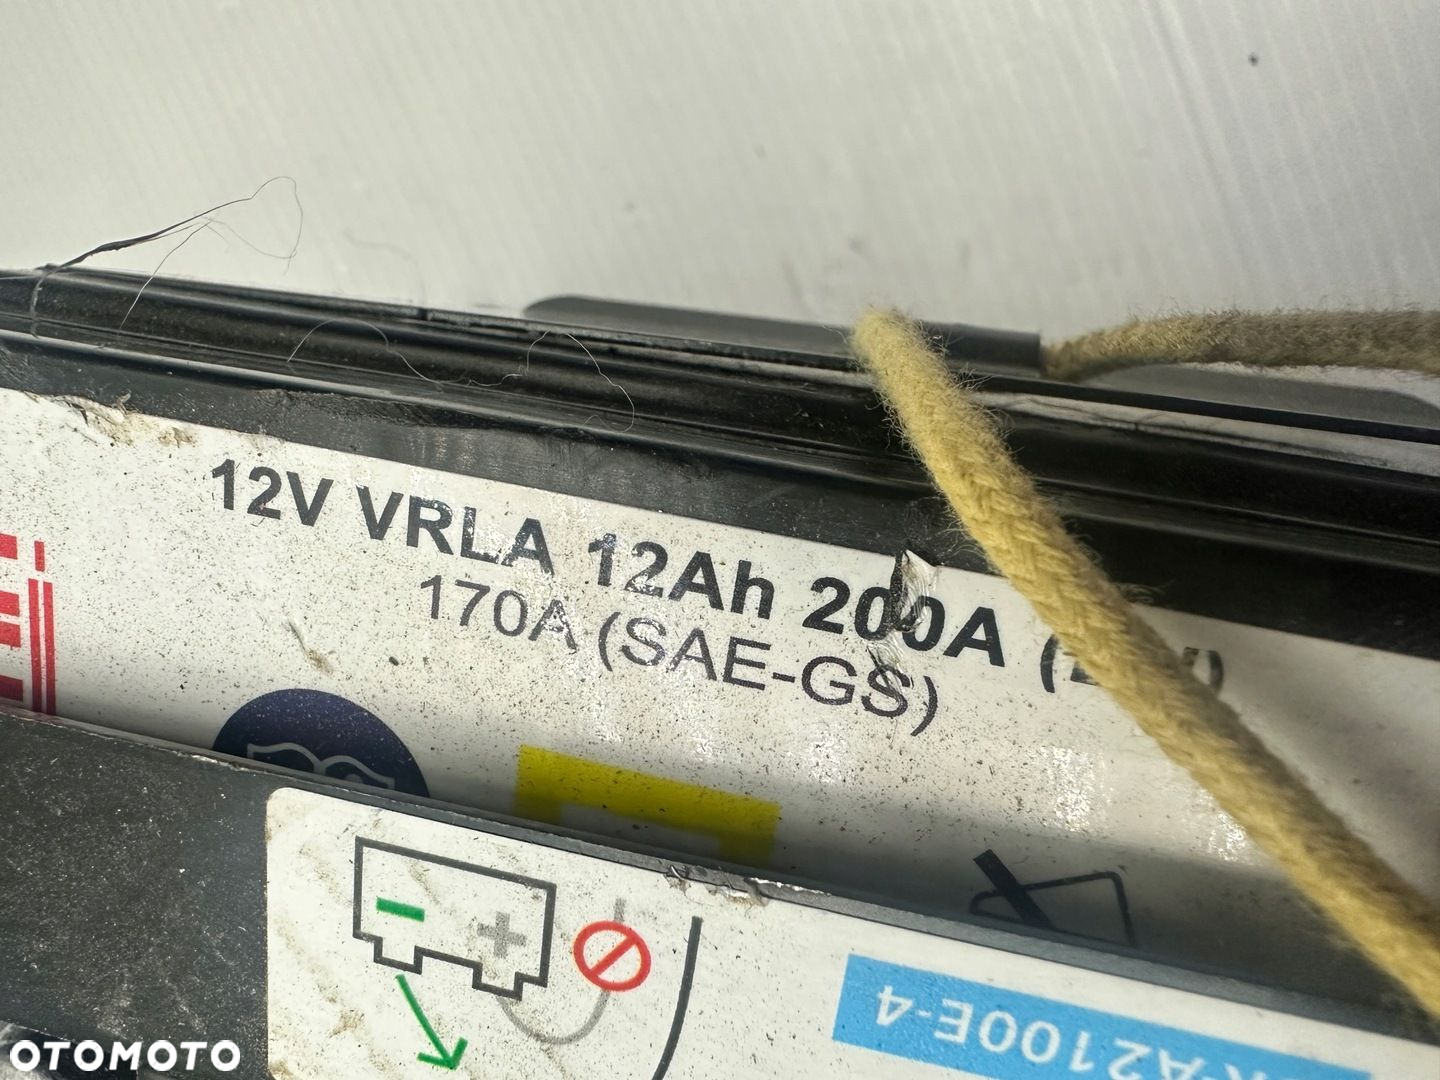 12V VRLA 12Ah 200A
170A (SAE-GS)
A2100E-4
OTOMOTO